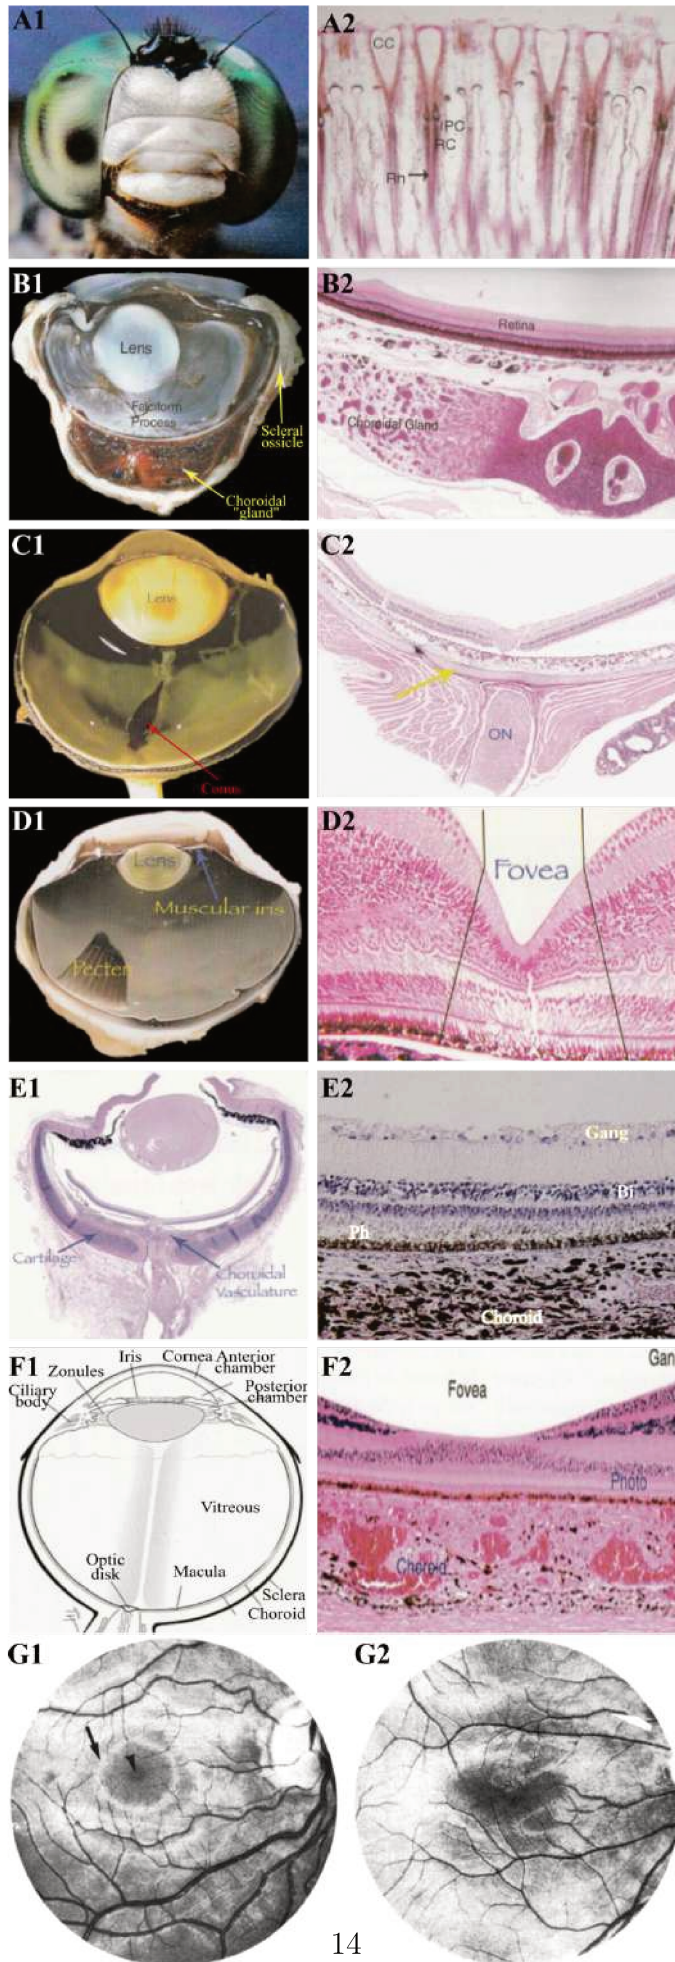 A1
A2
CC
PC
RC
Rn
B1
Lens
Falciform
Process
Scleral
ossicle
Choroidal
"gland"
B2
Retina
Choroidal Gland
C1
Lens
Conus
C2
ON
D1
Lens
Muscular iris
Pecten
D2
Fovea
E1
Cartilage
Choroidal
Vasculature
E2
Gang
Bi
Ph
Choroid
F1
Iris
Cornea Anterior
chamber
Zonules
Posterior
chamber
Ciliary
body
Vitreous
Optic
disk
Macula
Sclera
Choroid
F2
Gan
Fovea
Photo
Choroid
G1
G2
14